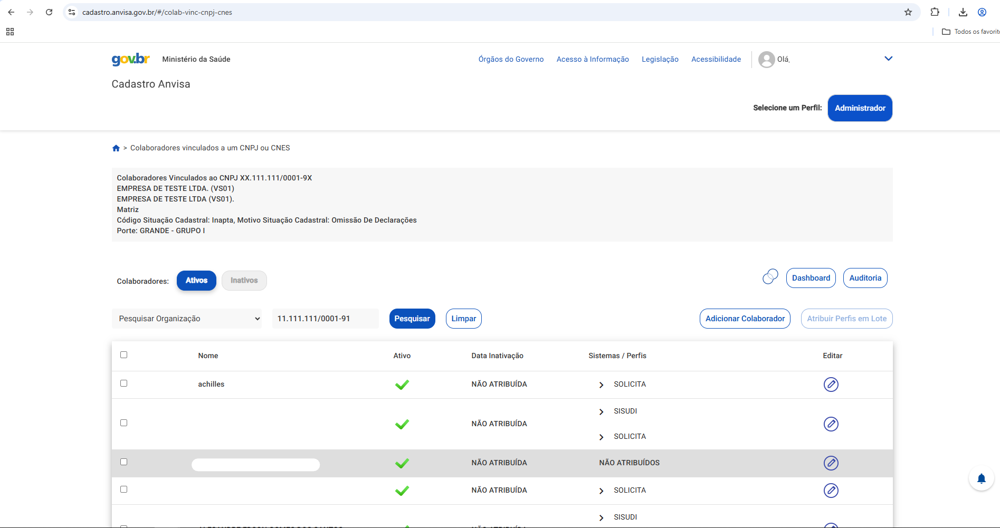 cadastro.anvisa.gov.br/#/colab-vinc-cnpj-cnes
Todos os favorit
gov.br Ministério da Saúde
Órgãos do Governo Acesso à Informação Legislação Acessibilidade Olá,
Cadastro Anvisa
Selecione um Perfil: Administrador
> Colaboradores vinculados a um CNPJ ou CNES
Colaboradores Vinculados ao CNPJ XX.111.111/0001-9X
EMPRESA DE TESTE LTDA. (VS01)
EMPRESA DE TESTE LTDA (VS01).
Matriz
Código Situação Cadastral: Inapta, Motivo Situação Cadastral: Omissão De Declarações
Porte: GRANDE - GRUPO I
Colaboradores: Ativos Inativos Dashboard Auditoria
Pesquisar Organização 11.111.111/0001-91 Pesquisar Limpar Adicionar Colaborador Atribuir Perfis em Lote
Nome Ativo Data Inativação Sistemas / Perfis Editar
achilles NÃO ATRIBUÍDA SOLICITA
SISUDI
NÃO ATRIBUÍDA
SOLICITA
NÃO ATRIBUÍDA NÃO ATRIBUÍDOS
NÃO ATRIBUÍDA SOLICITA
SISUDI